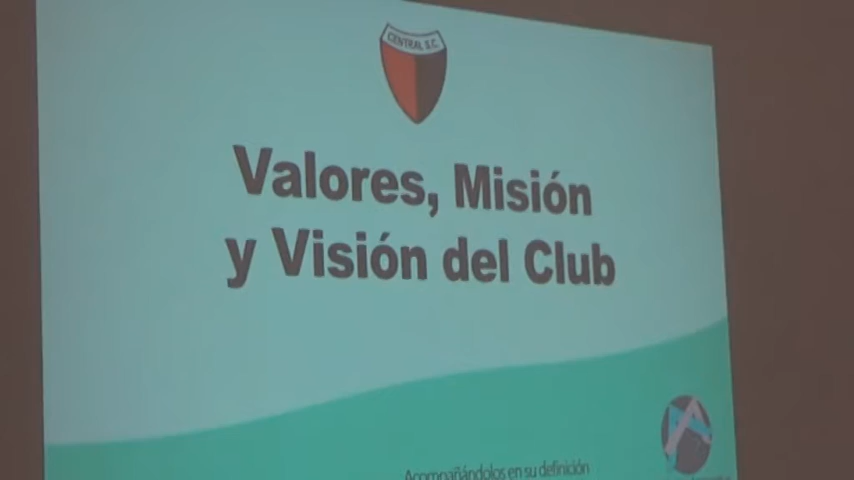 CENTRAL S.C.
Valores, Misión
y Visión del Club
Acompañándolos en su definición